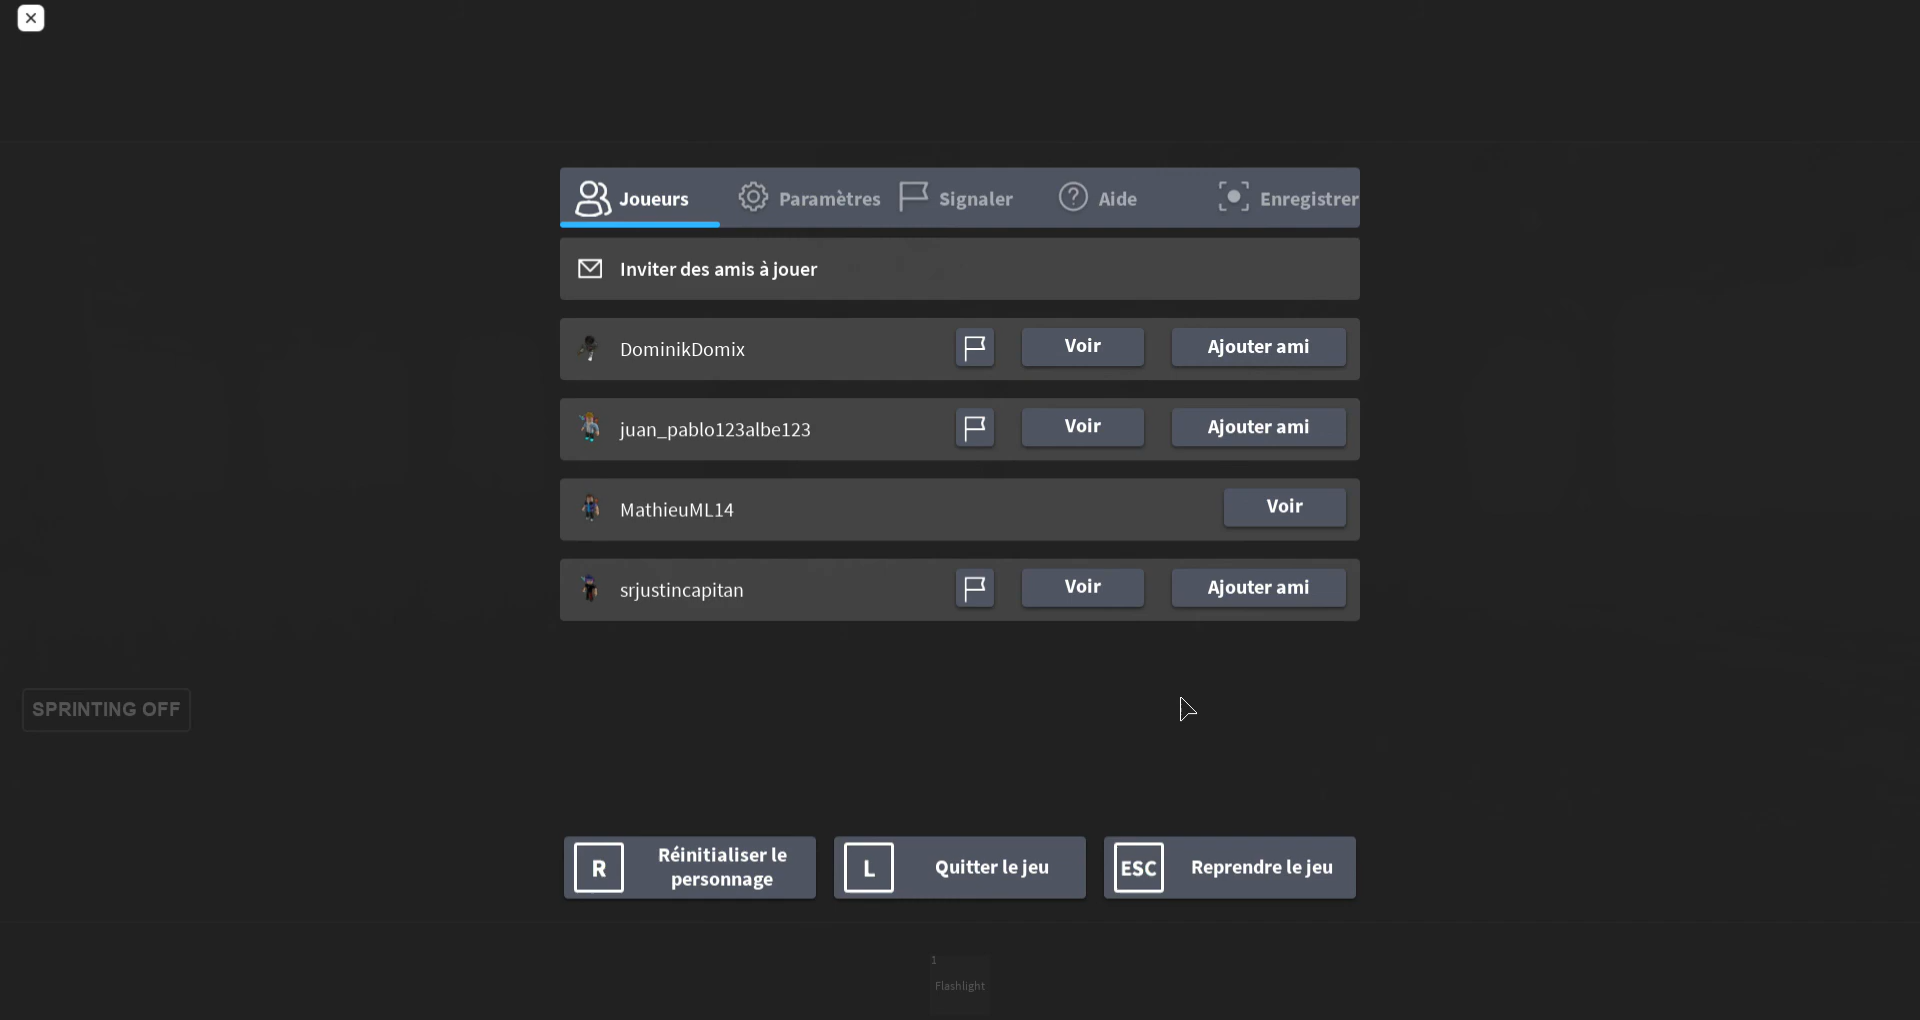 Joueurs Paramètres Signaler Aide Enregistrer
Inviter des amis à jouer
DominikDomix Voir Ajouter ami
juan_pablo123albe123 Voir Ajouter ami
MathieuML14 Voir
srjustincapitan Voir Ajouter ami
SPRINTING OFF
R Réinitialiser le personnage
L Quitter le jeu
ESC Reprendre le jeu
1
Flashlight